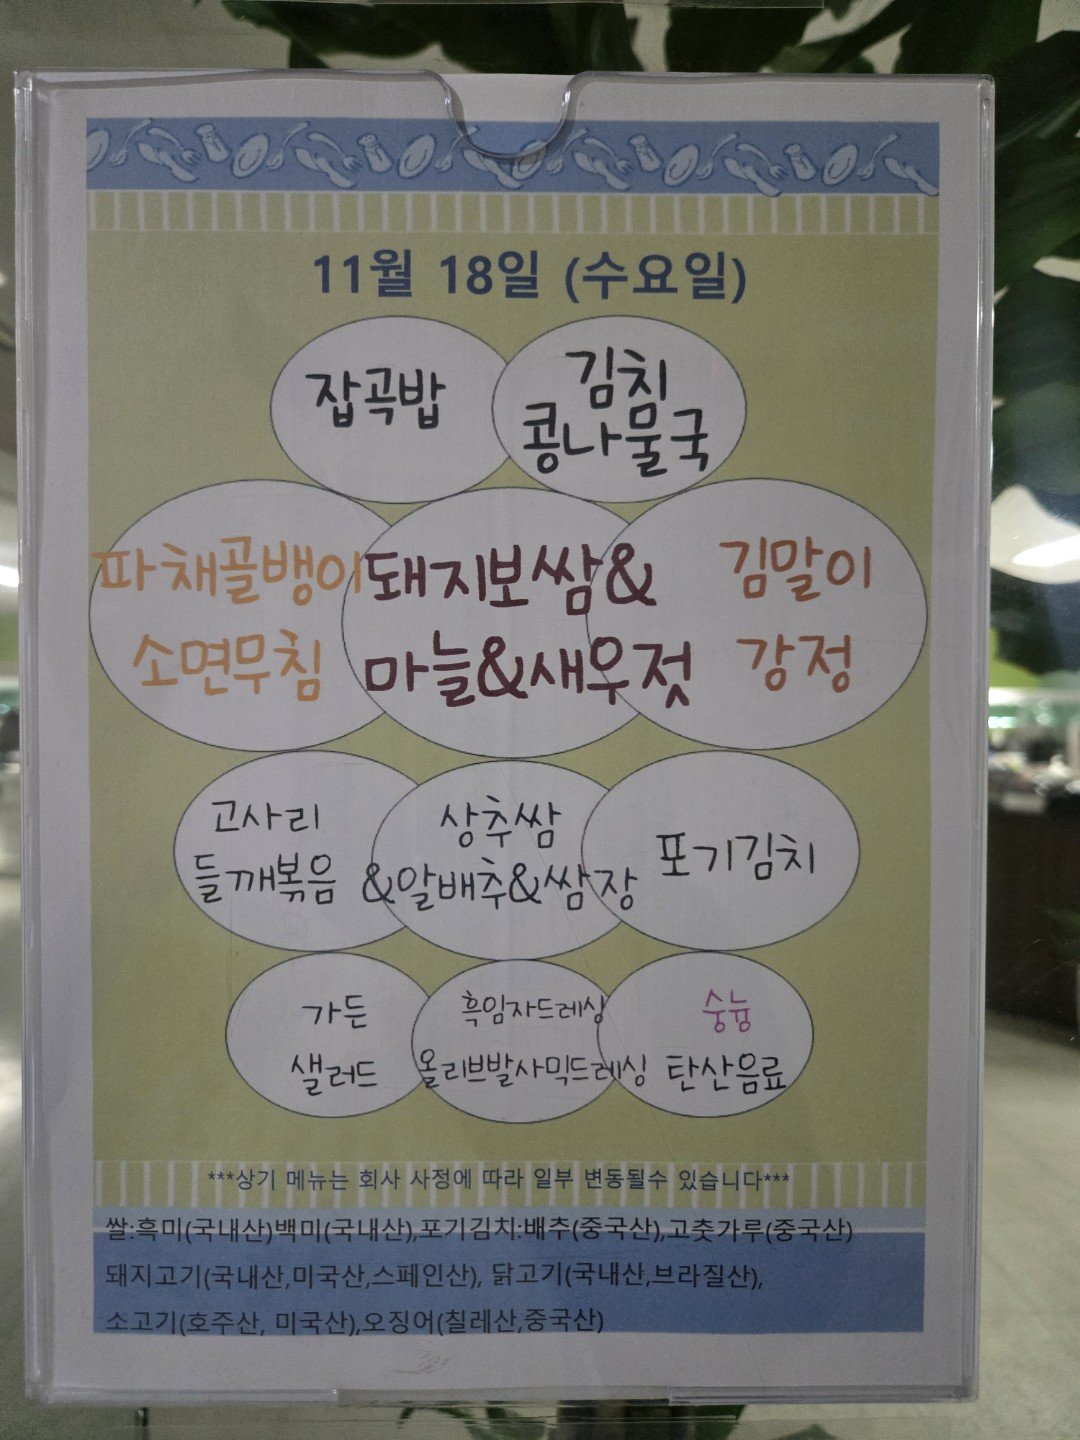 11월 18일 (수요일)
잡곡밥
김치
콩나물국
파채골뱅이
소면무침
돼지보쌈&
마늘&새우젓
김말이
강정
고사리
들깨볶음
상추쌈
&알배추&쌈장
포기김치
가든
샐러드
흑임자드레싱
올리브발사믹드레싱
숭늉
탄산음료
***상기 메뉴는 회사 사정에 따라 일부 변동될수 있습니다***
쌀:흑미(국내산)백미(국내산),포기김치:배추(중국산),고춧가루(중국산)
돼지고기(국내산,미국산,스페인산), 닭고기(국내산,브라질산),
소고기(호주산, 미국산),오징어(칠레산,중국산)